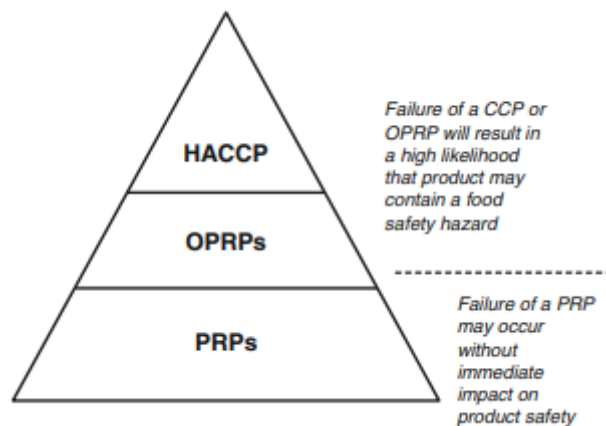 Failure of a CCP or
OPRP will result in
a high likelihood
that product may
contain a food
safety hazard
HACCP
OPRPs
PRPs
Failure of a PRP
may occur
without
immediate
impact on
product safety